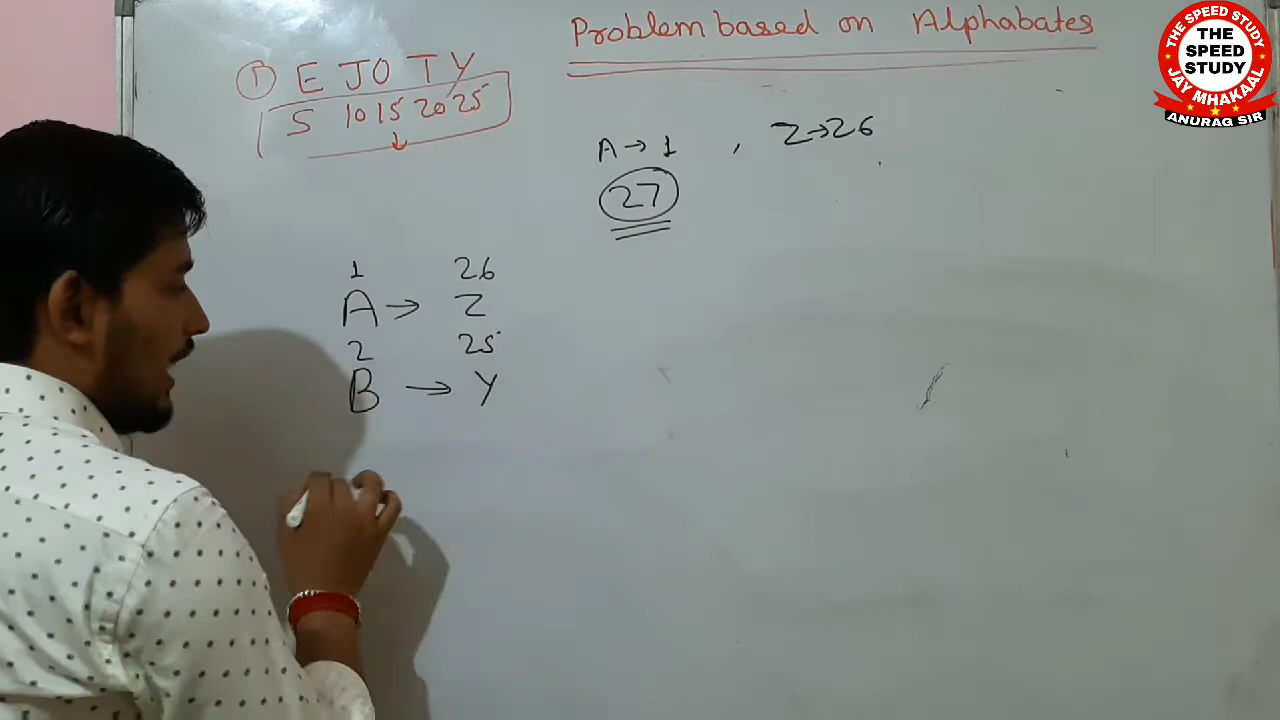 Problem based on Alphabates
① E J O T Y
5 10 15 20 25
↓
A → 1 , Z → 26
27
1 26
A → Z
2 25
B → Y
THE SPEED STUDY
THE
SPEED
STUDY
JAY MHAKAAL
ANURAG SIR